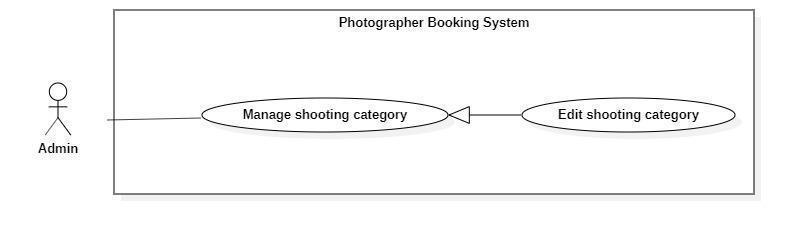 Photographer Booking System
Manage shooting category
Edit shooting category
Admin